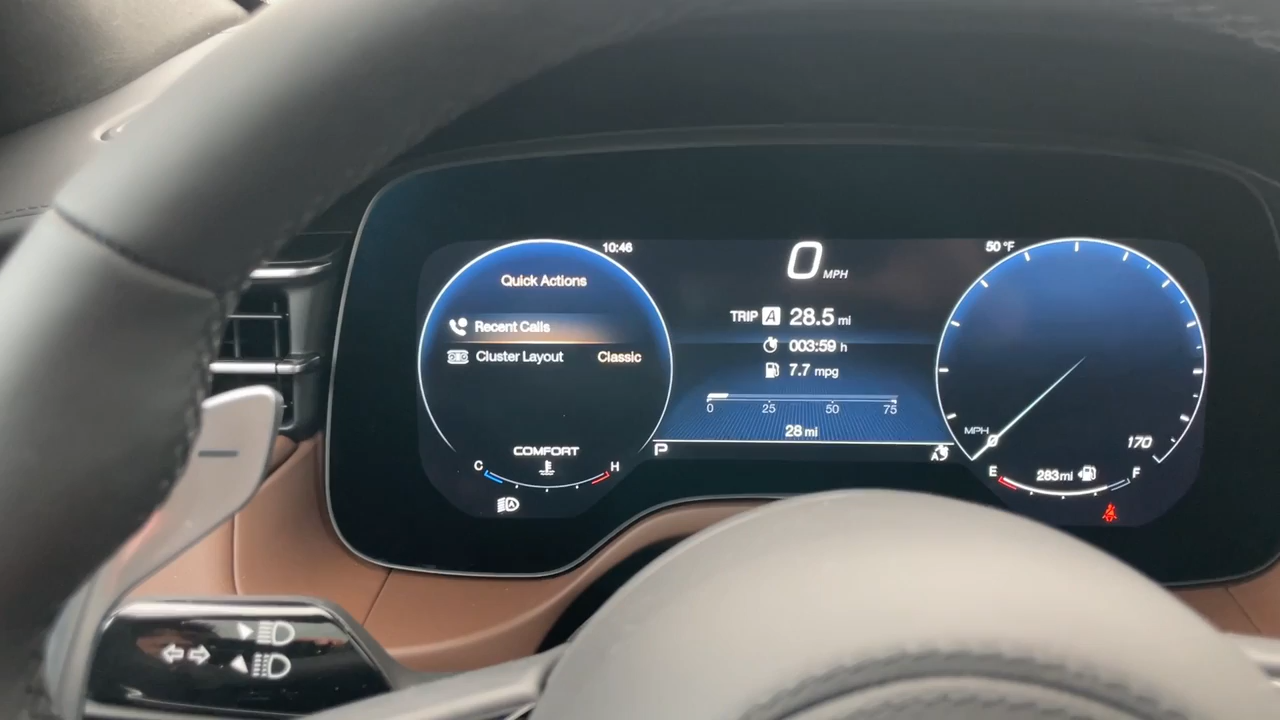 10:46
0 MPH
50 °F
Quick Actions
Recent Calls
Cluster Layout Classic
TRIP A 28.5 mi
003:59 h
7.7 mpg
0 25 50 75
28 mi
P
COMFORT
C H
MPH 0 170
E 283 mi F